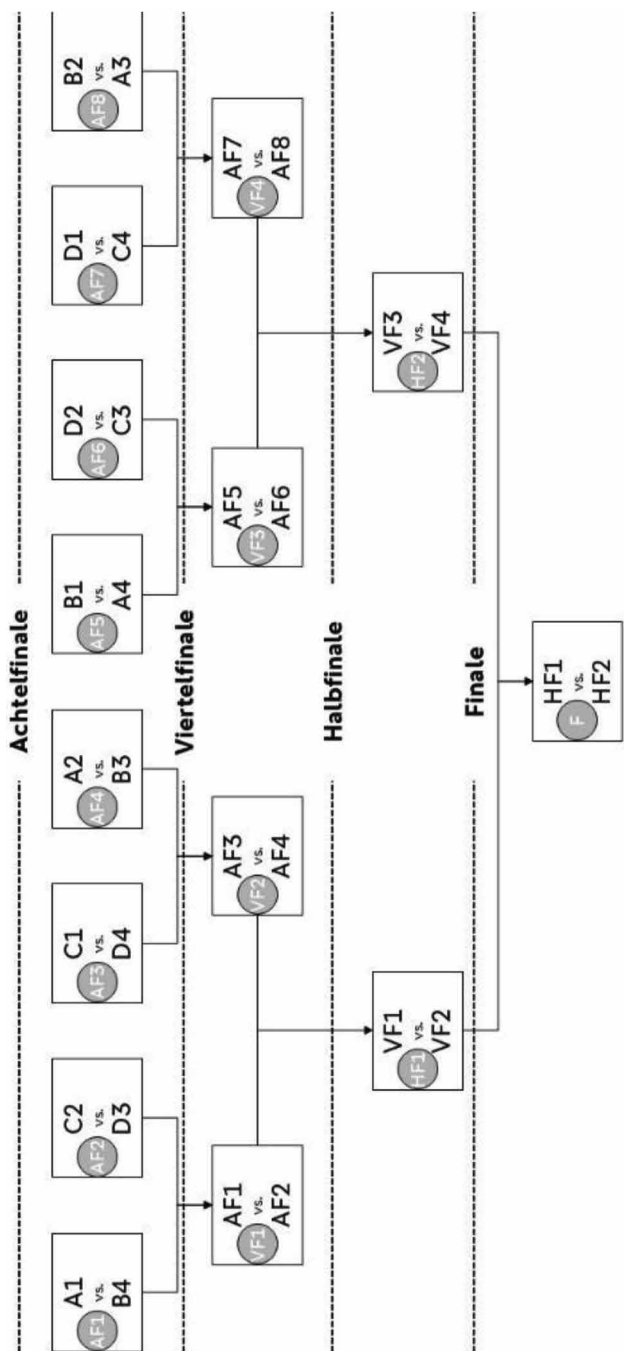 Achtelfinale
AF1
A1
vs.
B4
AF2
C2
vs.
D3
AF3
C1
vs.
D4
AF4
A2
vs.
B3
AF5
B1
vs.
A4
AF6
D2
vs.
C3
AF7
D1
vs.
C4
AF8
B2
vs.
A3
Viertelfinale
VF1
AF1
vs.
AF2
VF2
AF3
vs.
AF4
VF3
AF5
vs.
AF6
VF4
AF7
vs.
AF8
Halbfinale
HF1
VF1
vs.
VF2
HF2
VF3
vs.
VF4
Finale
F
HF1
vs.
HF2